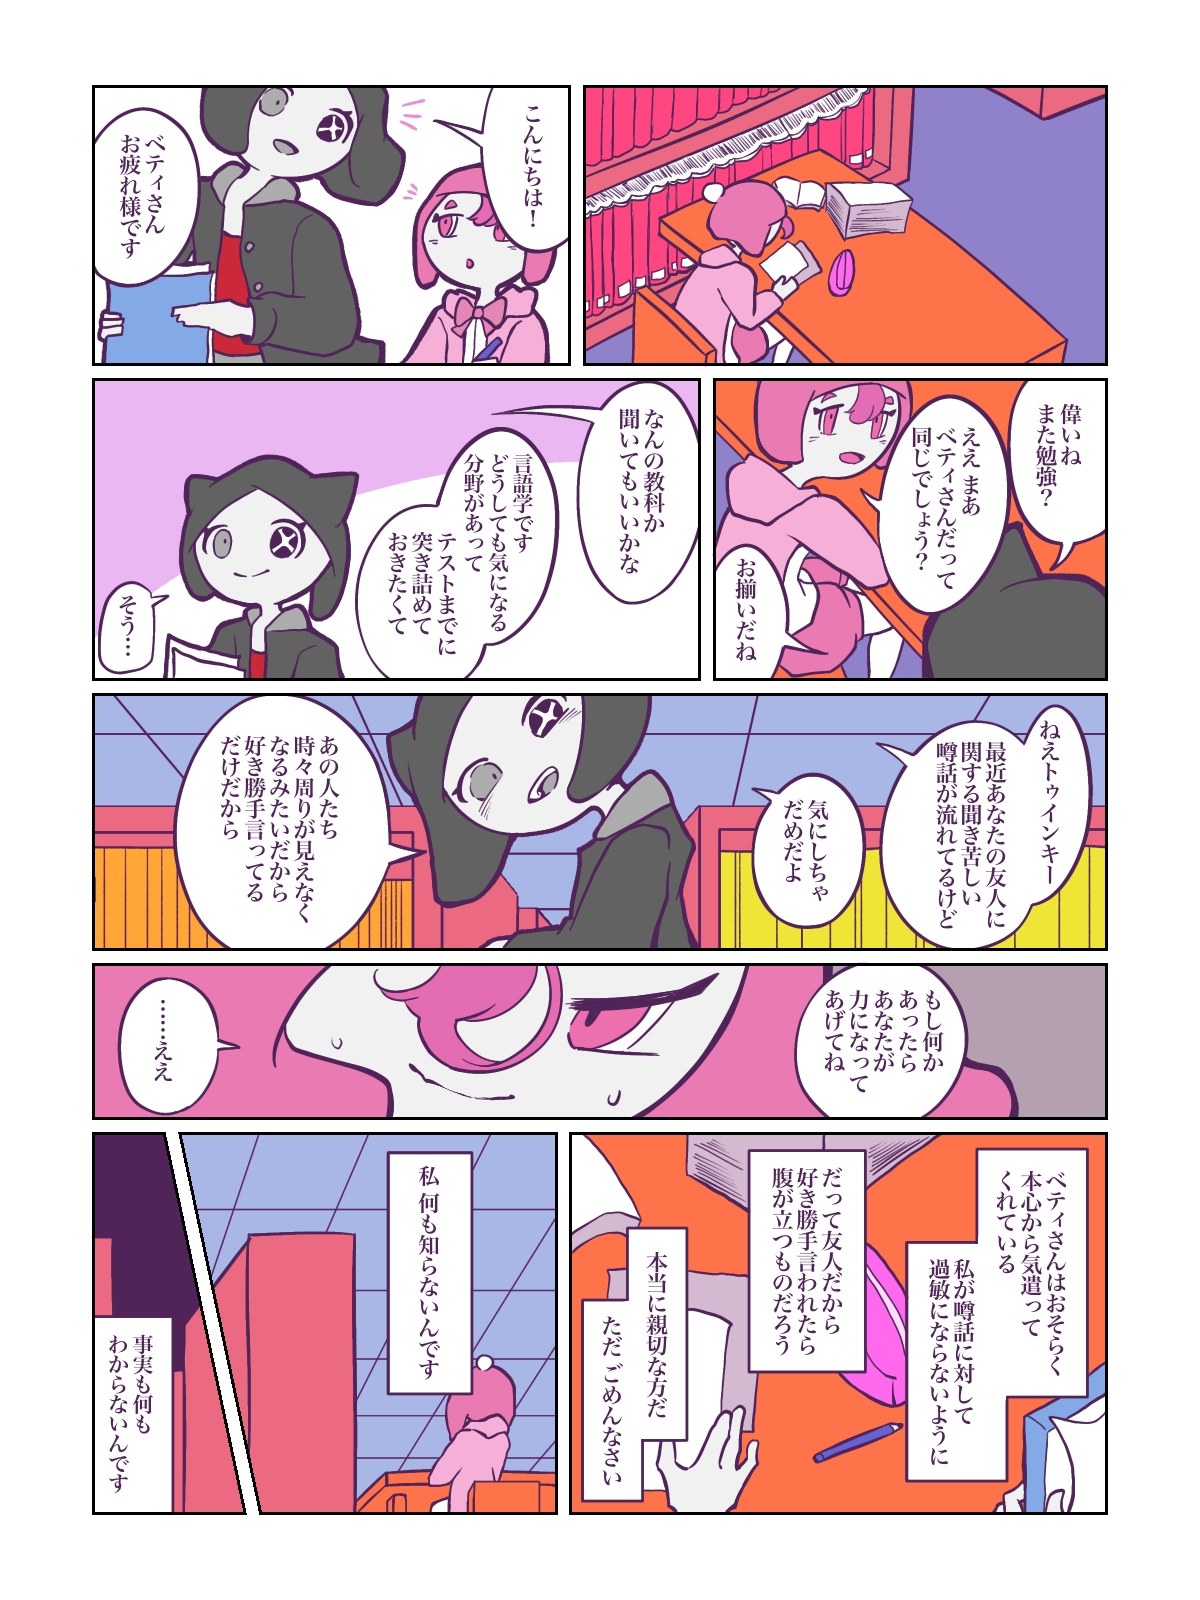 こんにちは！
ベティさん
お疲れ様です
偉いね
また勉強？
ええ まあ
ベティさんだって
同じでしょう？
お揃いだね
なんの教科か
聞いてもいいかな
言語学です
どうしても気になる
分野があって
テストまでに
突き詰めて
おきたくて
そう…
ねえトゥインキー
最近あなたの友人に
関する聞き苦しい
噂話が流れてるけど
気にしちゃ
だめだよ
あの人たち
時々周りが見えなく
なるみたいだから
好き勝手言ってる
だけだから
もし何か
あったら
あなたが
力になって
あげてね
……ええ
ベティさんはおそらく
本心から気遣って
くれている
私が噂話に対して
過敏にならないように
だって友人だから
好き勝手言われたら
腹が立つものだろう
本当に親切な方だ
ただ ごめんなさい
私 何も知らないんです
事実も何も
わからないんです